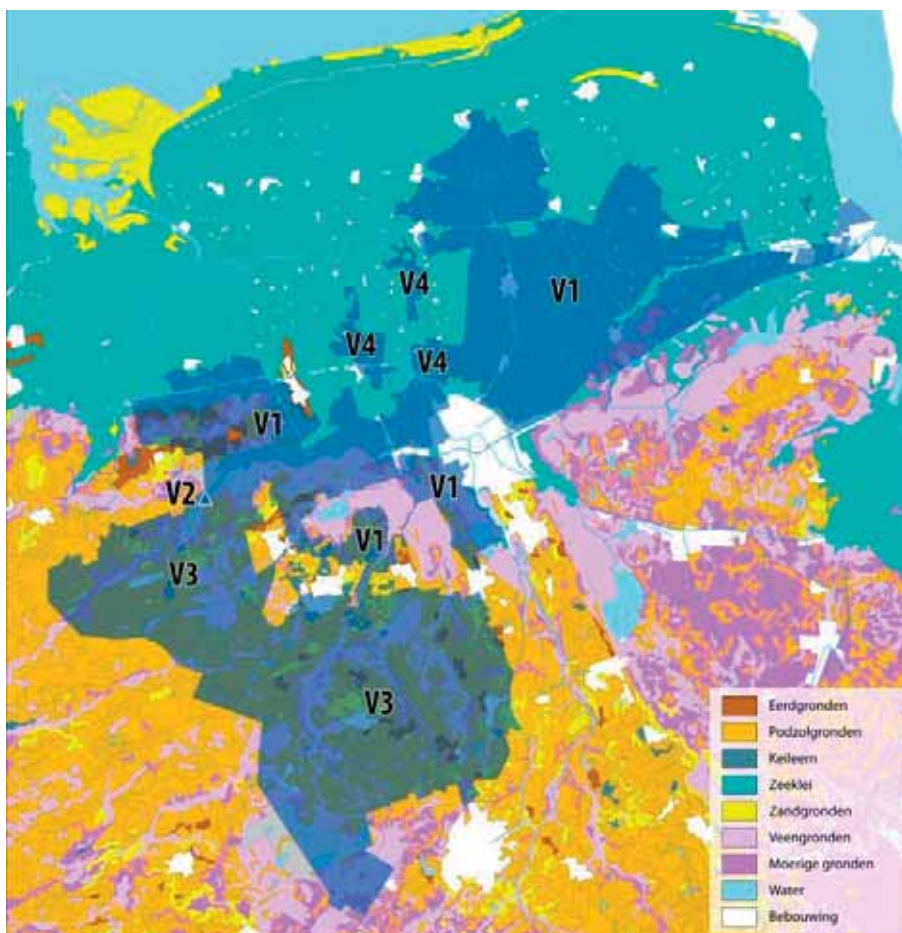 V4
V1
V4
V4
V1
V1
V2
V1
V3
V3
Eerdgronden
Podzolgronden
Keileem
Zeeklei
Zandgronden
Veengronden
Moerige gronden
Water
Bebouwing